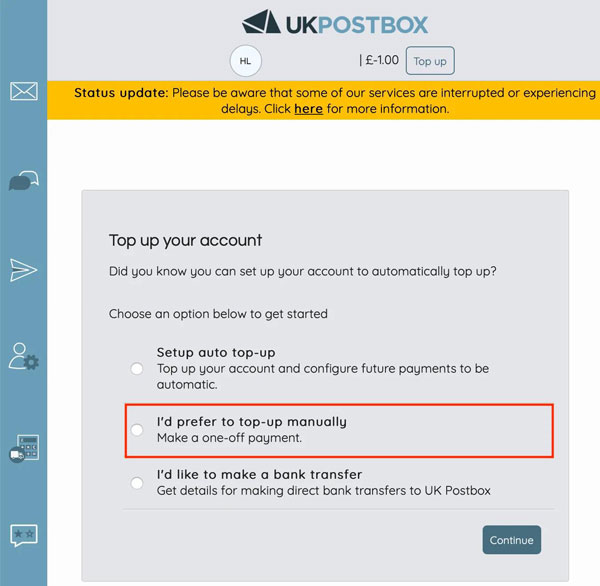 UKPOSTBOX
HL
| £-1.00
Top up
Status update: Please be aware that some of our services are interrupted or experiencing
delays. Click here for more information.
Top up your account
Did you know you can set up your account to automatically top up?
Choose an option below to get started
Setup auto top-up
Top up your account and configure future payments to be
automatic.
I'd prefer to top-up manually
Make a one-off payment.
I'd like to make a bank transfer
Get details for making direct bank transfers to UK Postbox
Continue